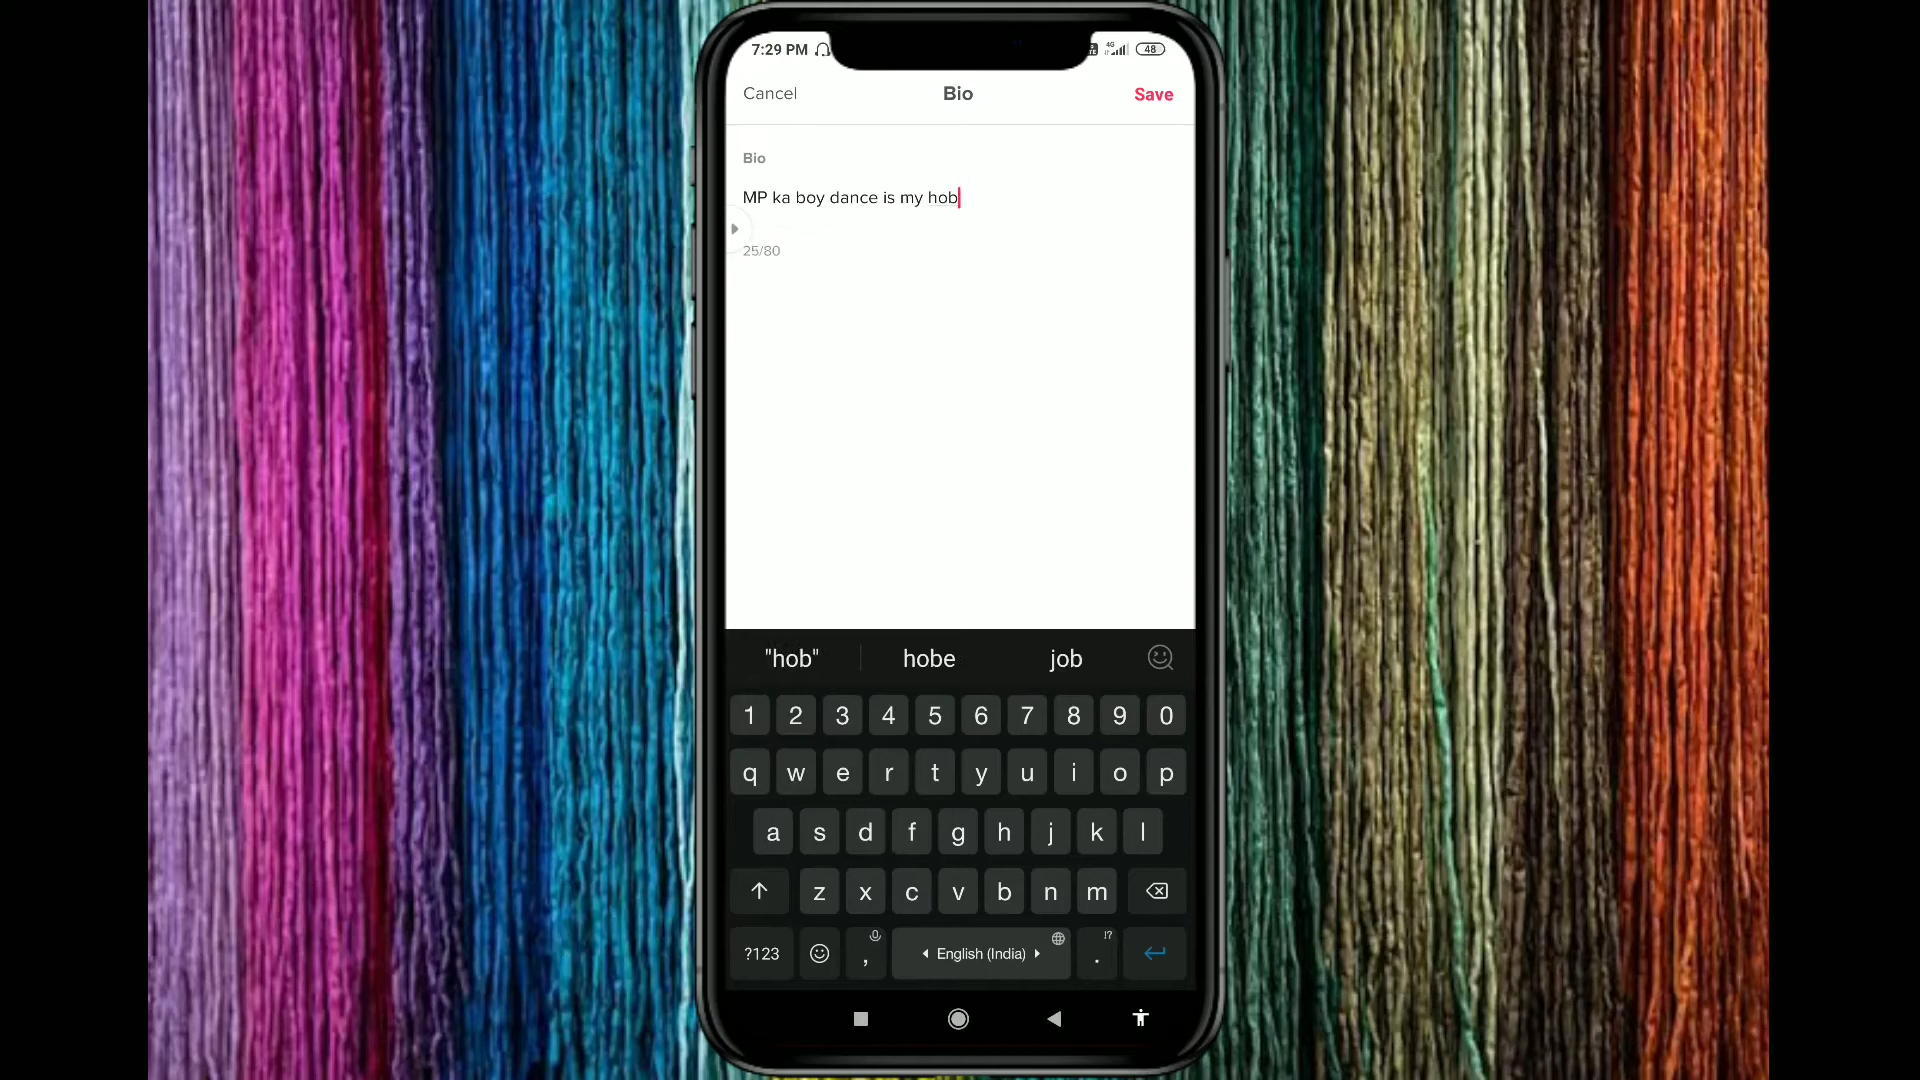 7:29 PM 4G 48
Cancel Bio Save
Bio
MP ka boy dance is my hob
25/80
"hob" hobe job
1 2 3 4 5 6 7 8 9 0
q w e r t y u i o p
a s d f g h j k l
z x c v b n m
?123 , English (India) !? .